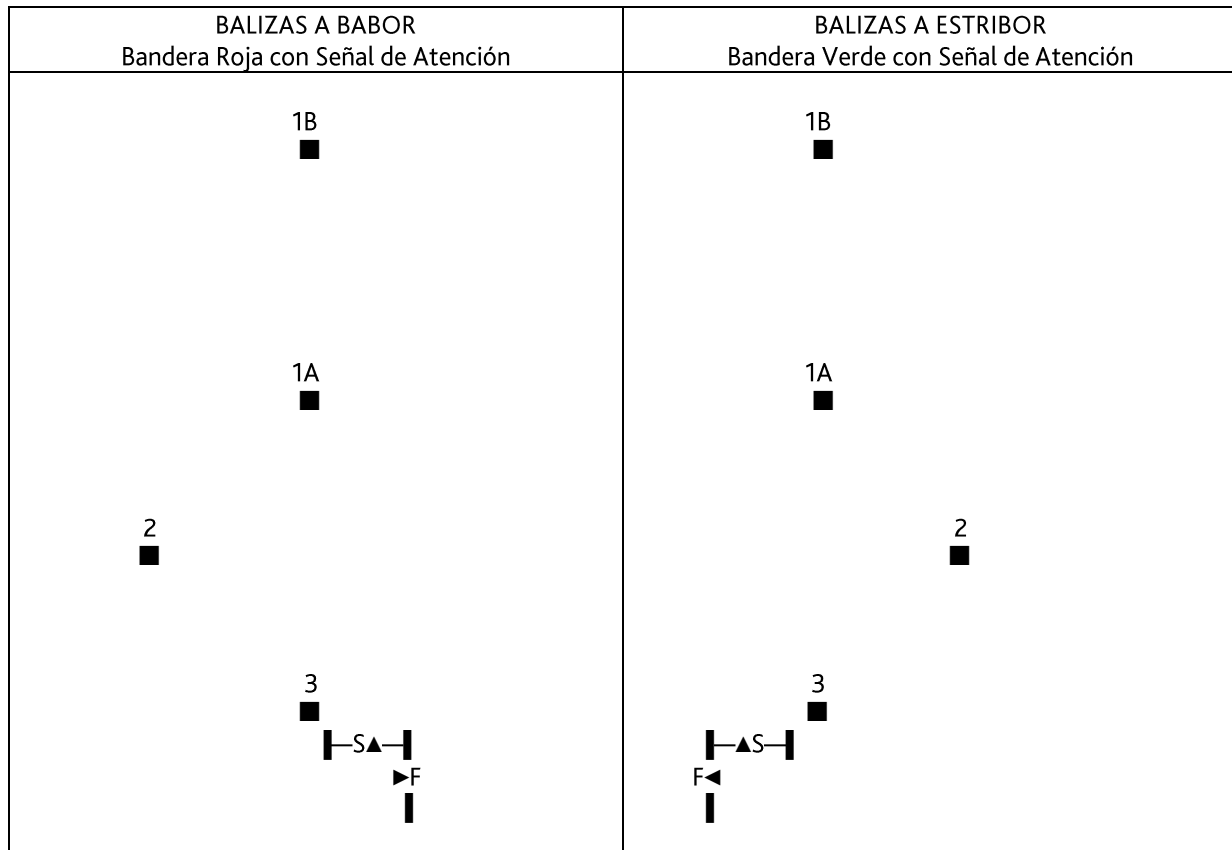 BALIZAS A BABOR
Bandera Roja con Señal de Atención
BALIZAS A ESTRIBOR
Bandera Verde con Señal de Atención
1B
1A
2
3
S▲
►F
1B
1A
2
3
▲S
F◄